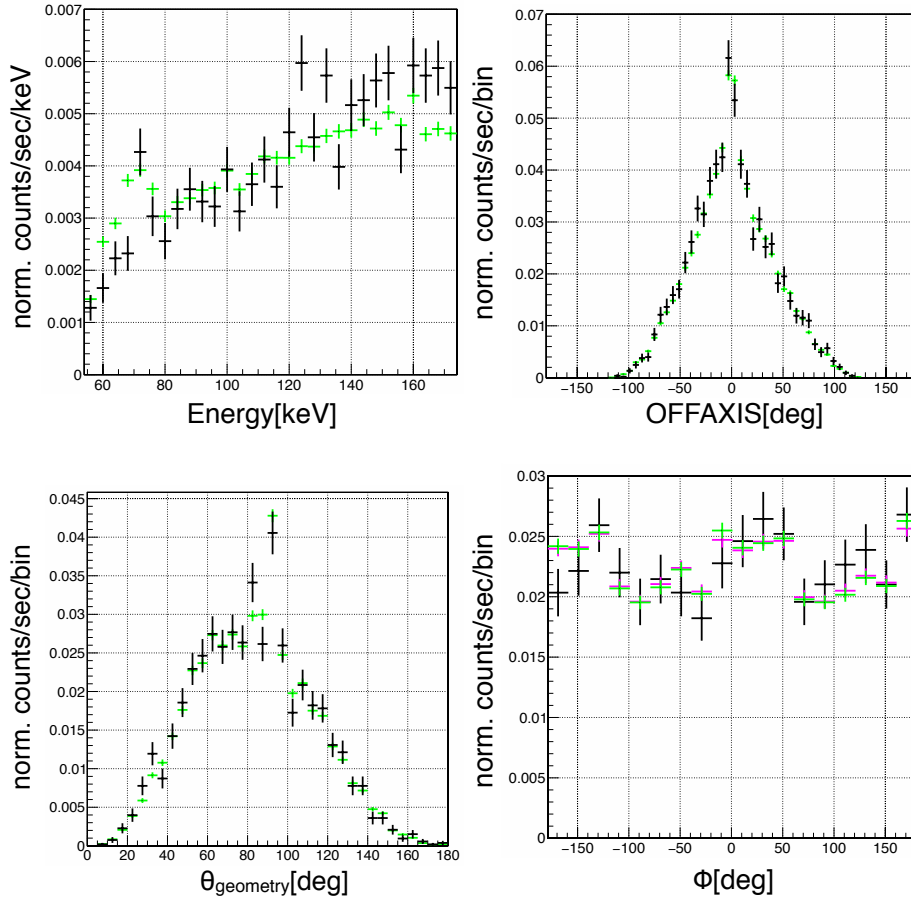 0.007
0.006
0.005
0.004
0.003
0.002
0.001
0
norm. counts/sec/keV
60 80 100 120 140 160
Energy[keV]
0.07
0.06
0.05
0.04
0.03
0.02
0.01
0
norm. counts/sec/bin
−150 −100 −50 0 50 100 150
OFFAXIS[deg]
0.045
0.04
0.035
0.03
0.025
0.02
0.015
0.01
0.005
0
norm. counts/sec/bin
0 20 40 60 80 100 120 140 160 180
θgeometry[deg]
0.03
0.025
0.02
0.015
0.01
0.005
0
norm. counts/sec/bin
−150 −100 −50 0 50 100 150
Φ[deg]